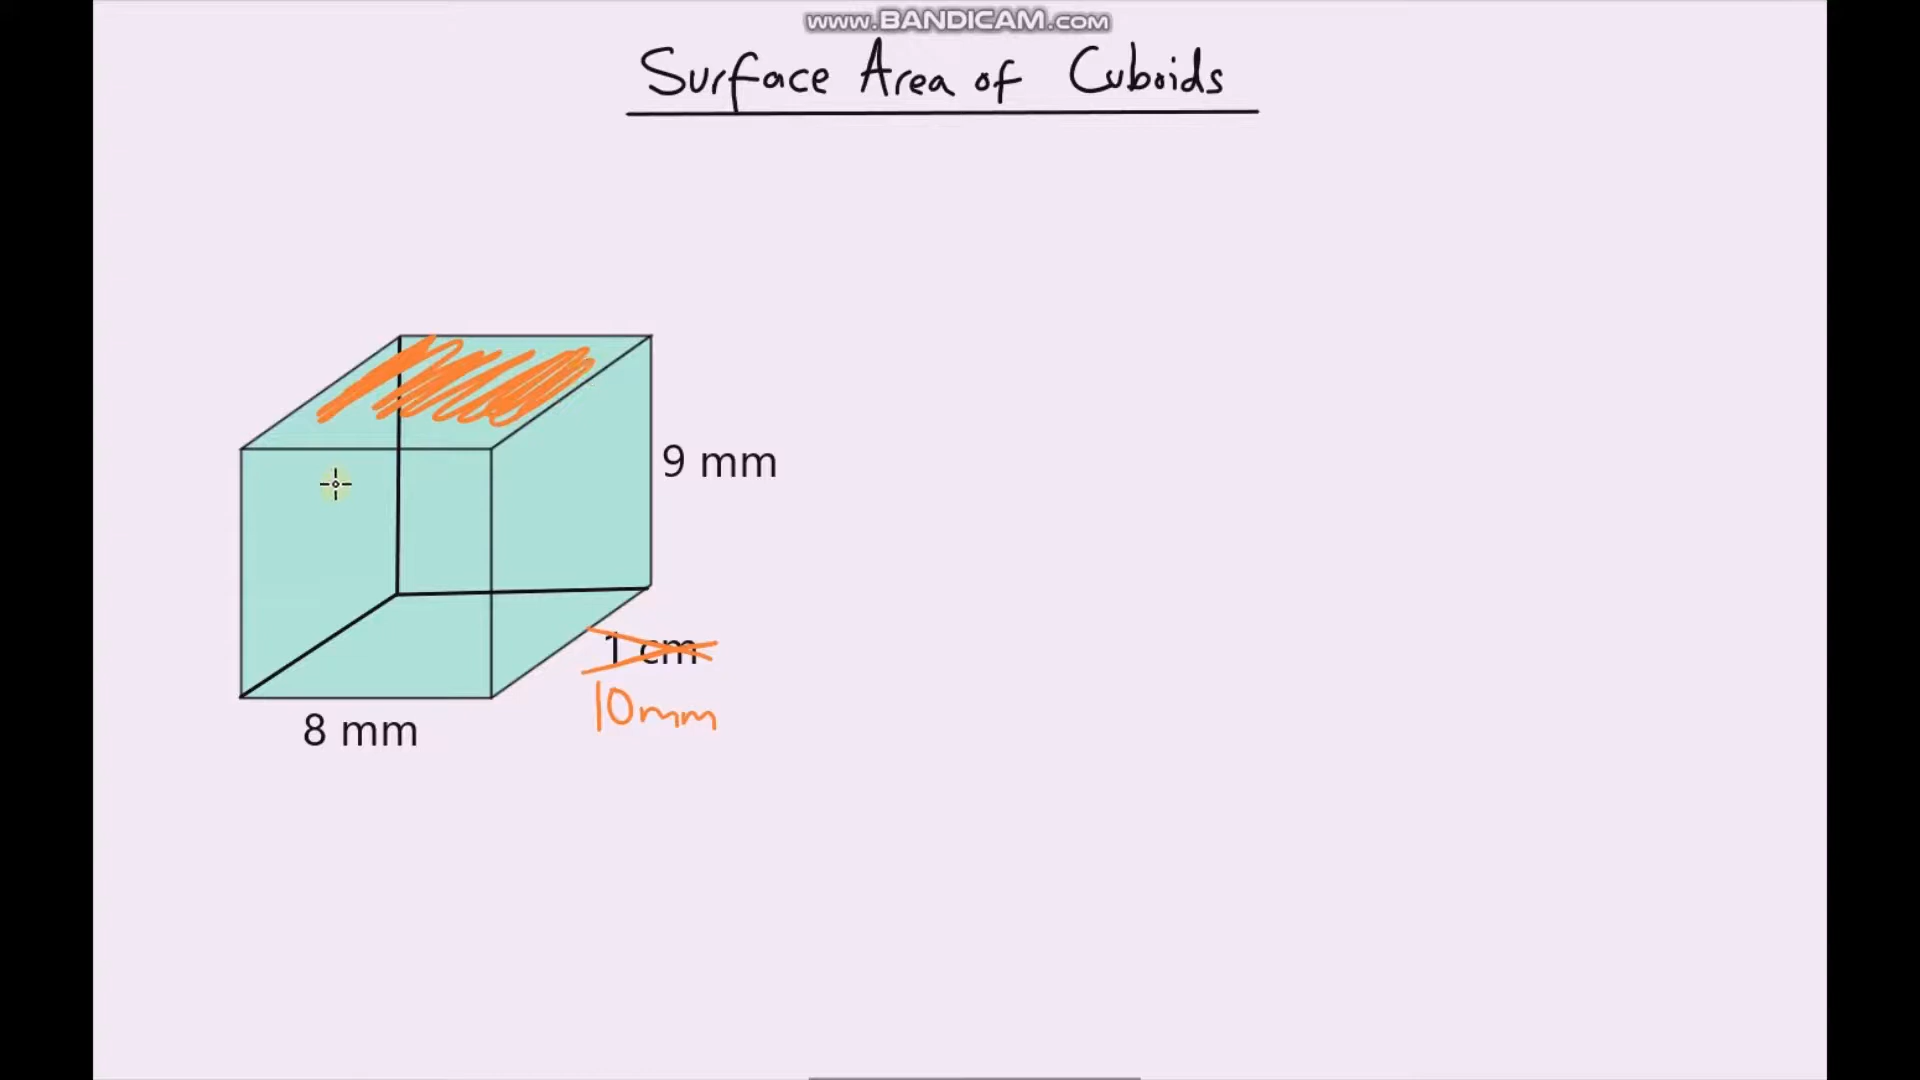 WWW.BANDICAM.COM
Surface Area of Cuboids
9 mm
1 cm
10mm
8 mm